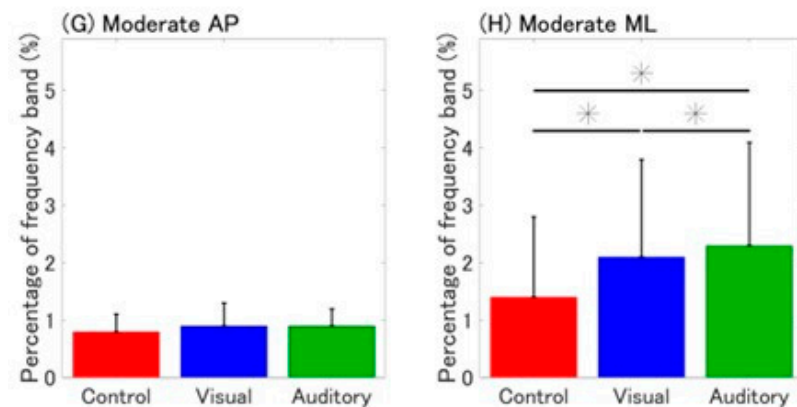 (G) Moderate AP
Percentage of frequency band (%)
5
4
3
2
1
0
Control Visual Auditory
(H) Moderate ML
Percentage of frequency band (%)
5
4
3
2
1
0
Control Visual Auditory